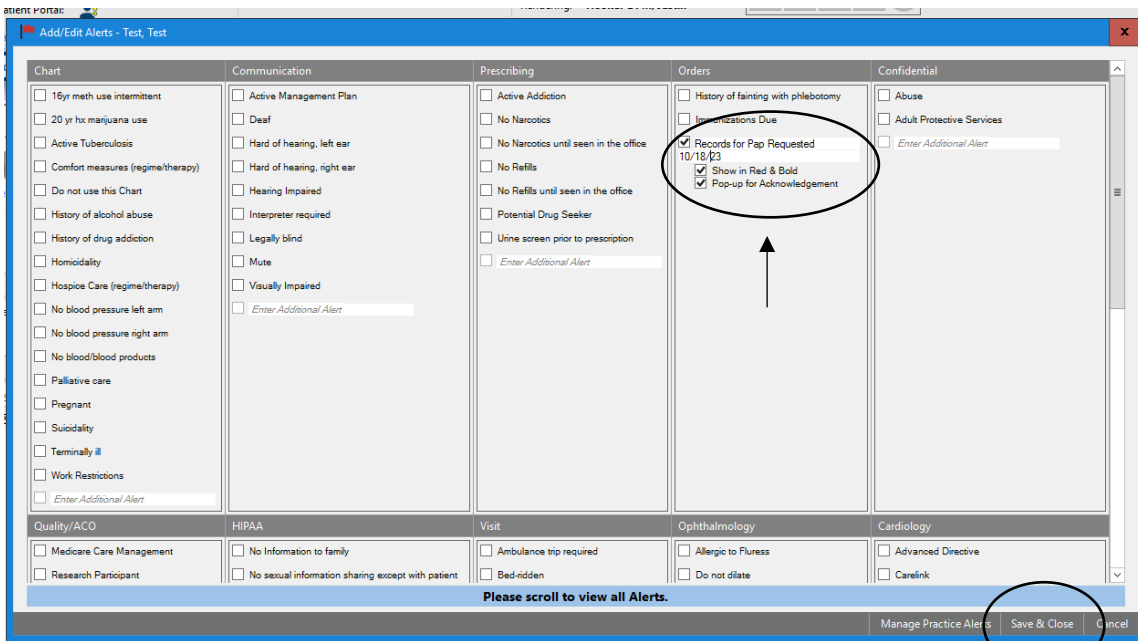 atient Portal:
Add/Edit Alerts - Test, Test
x
Chart
16yr meth use intermittent
20 yr hx marijuana use
Active Tuberculosis
Comfort measures (regime/therapy)
Do not use this Chart
History of alcohol abuse
History of drug addiction
Homicidality
Hospice Care (regime/therapy)
No blood pressure left arm
No blood pressure right arm
No blood/blood products
Palliative care
Pregnant
Suicidality
Terminally ill
Work Restrictions
Enter Additional Alert
Communication
Active Management Plan
Deaf
Hard of hearing, left ear
Hard of hearing, right ear
Hearing Impaired
Interpreter required
Legally blind
Mute
Visually Impaired
Enter Additional Alert
Prescribing
Active Addiction
No Narcotics
No Narcotics until seen in the office
No Refills
No Refills until seen in the office
Potential Drug Seeker
Urine screen prior to prescription
Enter Additional Alert
Orders
History of fainting with phlebotomy
Immunizations Due
Records for Pap Requested
10/18/23
Show in Red & Bold
Pop-up for Acknowledgement
Confidential
Abuse
Adult Protective Services
Enter Additional Alert
Quality/ACO
Medicare Care Management
Research Participant
HIPAA
No Information to family
No sexual information sharing except with patient
Visit
Ambulance trip required
Bed-ridden
Ophthalmology
Allergic to Fluress
Do not dilate
Cardiology
Advanced Directive
Carelink
Please scroll to view all Alerts.
Manage Practice Alerts
Save & Close
Cancel